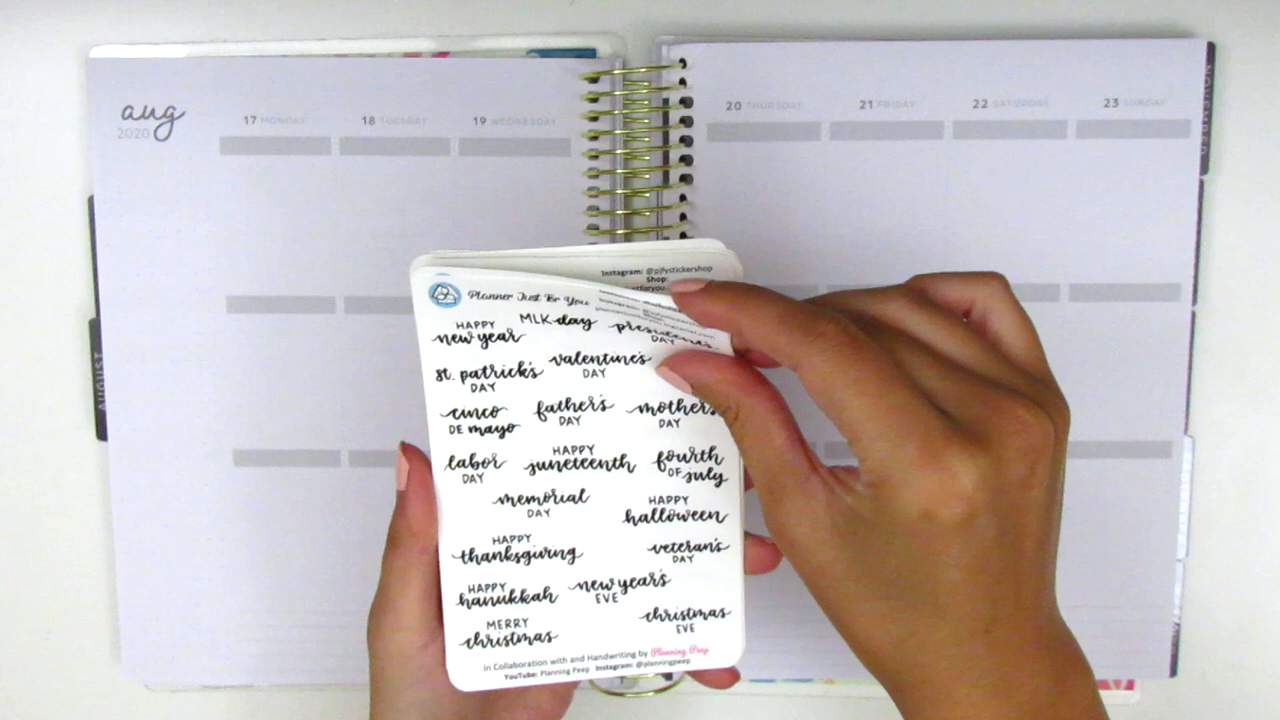 aug
2020
17 MONDAY
18 TUESDAY
19 WEDNESDAY
20 THURSDAY
21 FRIDAY
22 SATURDAY
23 SUNDAY
NOVEMBER
AUGUST
Instagram: @pjfystickershop
Shop:
Planner Just For You
HAPPY
new year
MLK day
presidents
DAY
st. patrick's
DAY
valentine's
DAY
cinco
DE mayo
father's
DAY
mother's
DAY
labor
DAY
HAPPY
juneteenth
fourth
OF july
memorial
DAY
HAPPY
halloween
HAPPY
thanksgiving
veteran's
DAY
HAPPY
hanukkah
new year's
EVE
MERRY
christmas
christmas
EVE
in Collaboration with and Handwriting by Planning Peep
YouTube: Planning Peep Instagram: @planningpeep